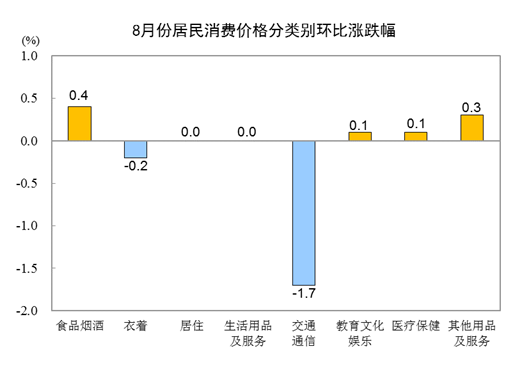 8月份居民消费价格分类别环比涨跌幅
(%)
1.0
0.5
0.0
-0.5
-1.0
-1.5
-2.0
0.4
-0.2
0.0
0.0
-1.7
0.1
0.1
0.3
食品烟酒
衣着
居住
生活用品
及服务
交通
通信
教育文化
娱乐
医疗保健
其他用品
及服务